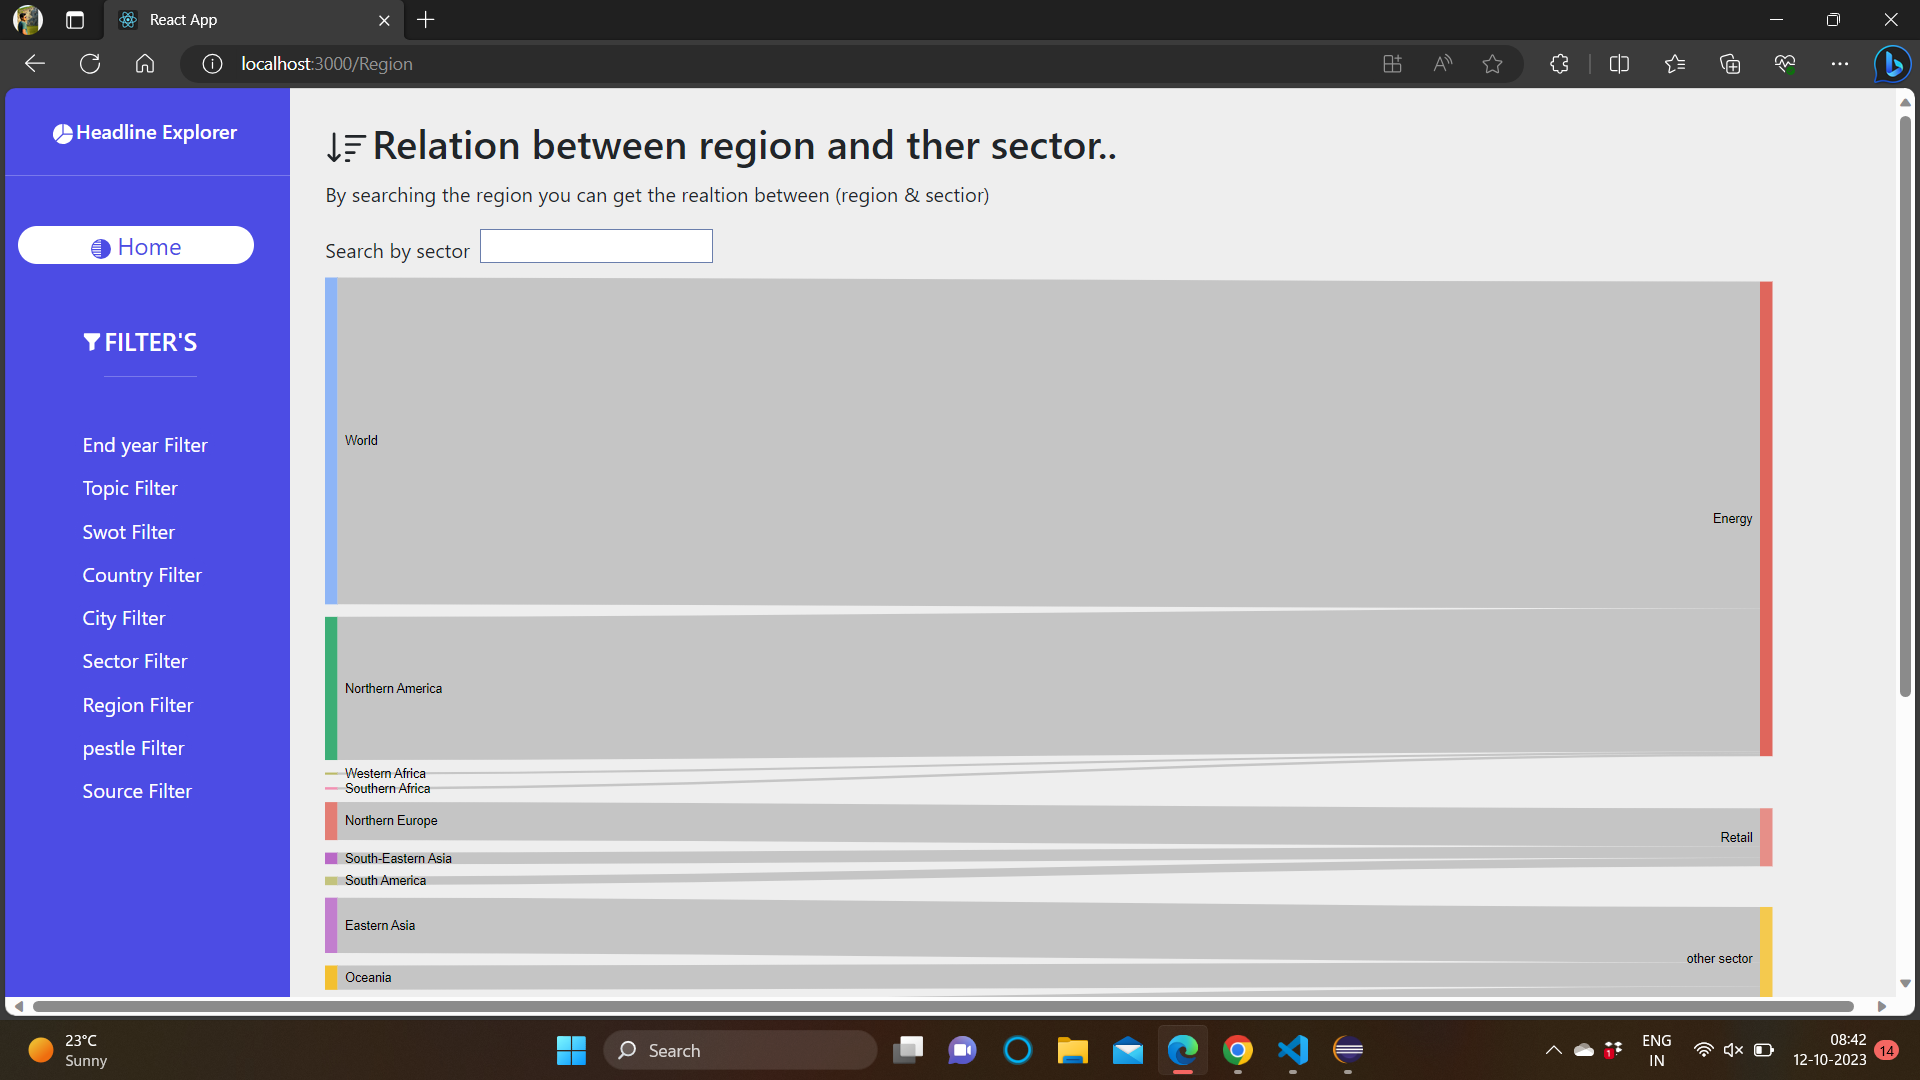 React App
localhost:3000/Region
Headline Explorer
Home
FILTER'S
End year Filter
Topic Filter
Swot Filter
Country Filter
City Filter
Sector Filter
Region Filter
pestle Filter
Source Filter
Relation between region and ther sector..
By searching the region you can get the realtion between (region & sectior)
Search by sector
World
Energy
Northern America
Western Africa
Southern Africa
Northern Europe
Retail
South-Eastern Asia
South America
Eastern Asia
other sector
Oceania
23°C
Sunny
Search
1
ENG
IN
08:42
12-10-2023
14